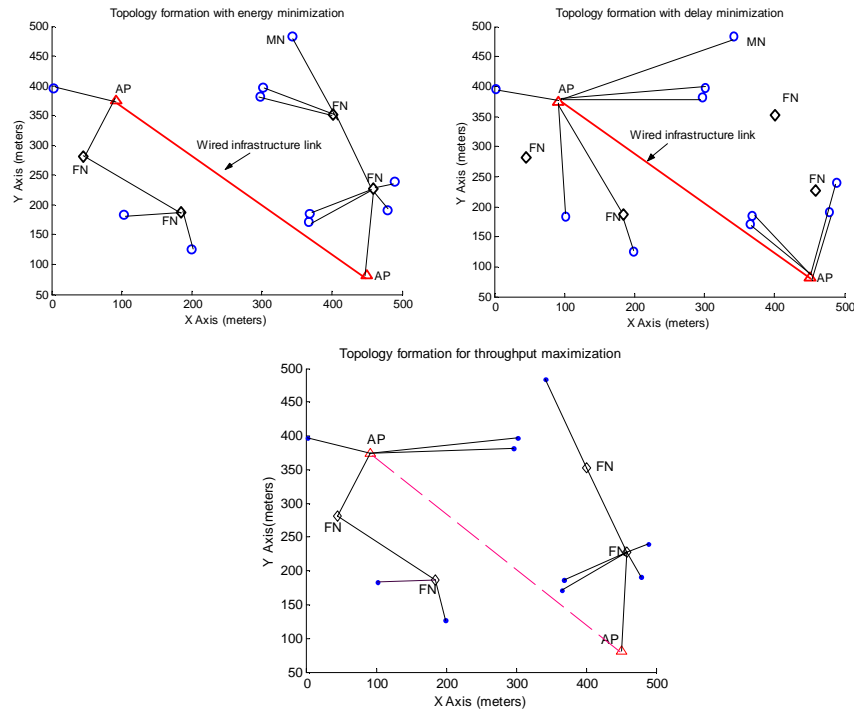 Topology formation with energy minimization
Y Axis (meters)
500
450
400
350
300
250
200
150
100
50
MN
AP
FN
Wired infrastructure link
FN
FN
FN
AP
0
100
200
300
400
500
X Axis (meters)
Topology formation with delay minimization
Y Axis (meters)
500
450
400
350
300
250
200
150
100
50
MN
AP
FN
Wired infrastructure link
FN
FN
FN
AP
0
100
200
300
400
500
X Axis (meters)
Topology formation for throughput maximization
Y Axis(meters)
500
450
400
350
300
250
200
150
100
50
AP
FN
FN
FN
FN
AP
0
100
200
300
400
500
X Axis (meters)